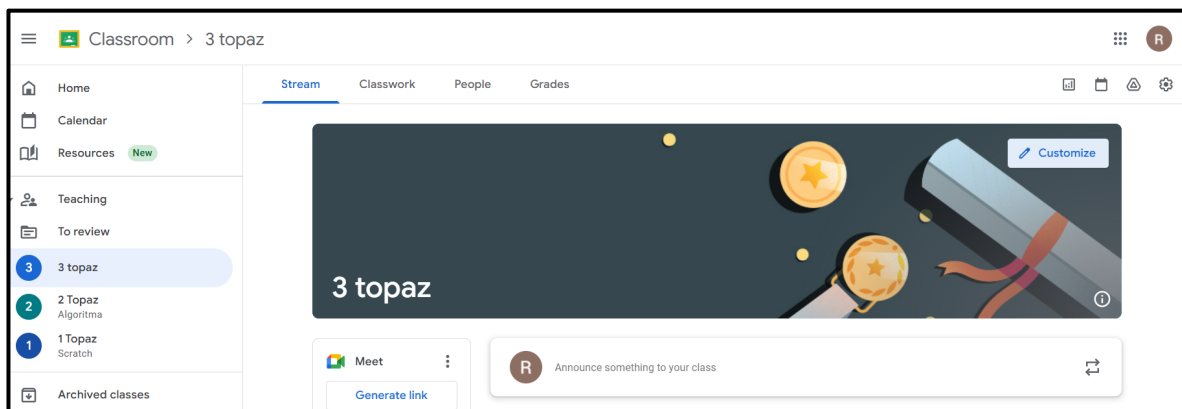 Classroom > 3 topaz
R
Home
Calendar
Resources New
Teaching
To review
3 3 topaz
2 2 Topaz
Algoritma
1 1 Topaz
Scratch
Archived classes
Stream Classwork People Grades
Customize
3 topaz
Meet
Generate link
R Announce something to your class